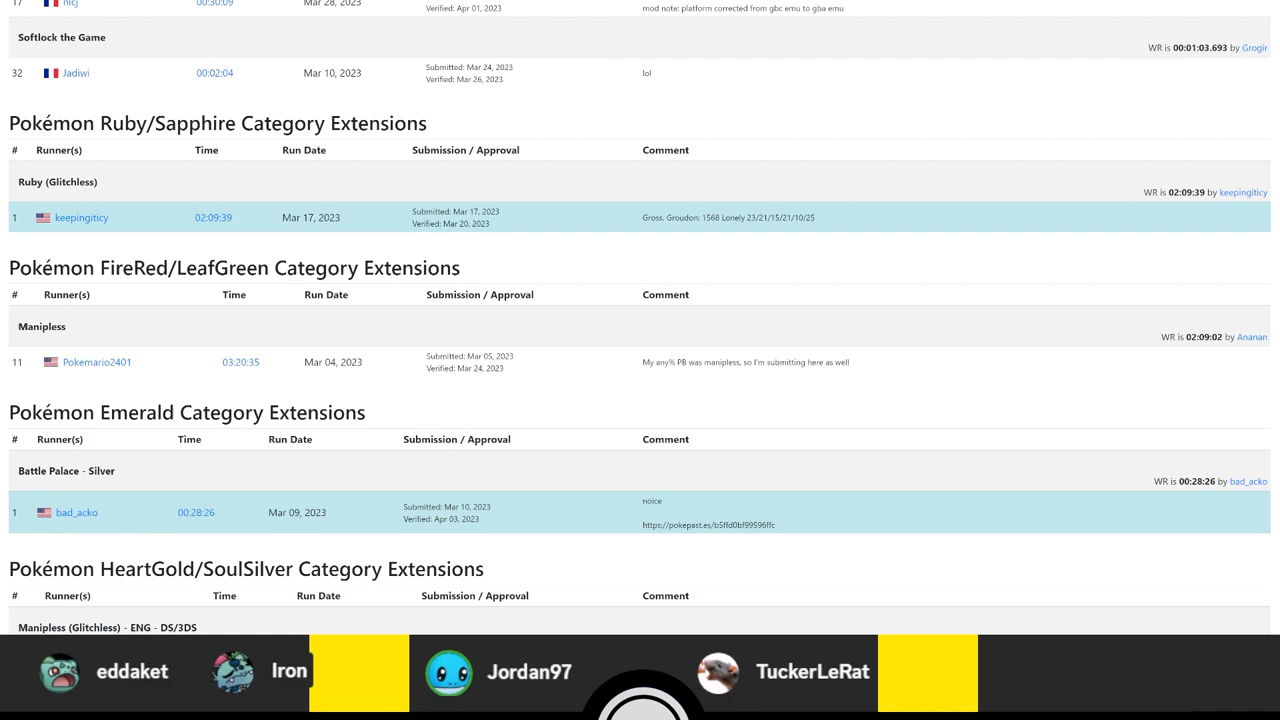 17 nicj 00:30:09 Mar 28, 2023 Verified: Apr 01, 2023 mod note: platform corrected from gbc emu to gba emu
Softlock the Game
WR is 00:01:03.693 by Grogir
32 Jadiwi 00:02:04 Mar 10, 2023 Submitted: Mar 24, 2023 lol
Verified: Mar 26, 2023
Pokémon Ruby/Sapphire Category Extensions
# Runner(s) Time Run Date Submission / Approval Comment
Ruby (Glitchless)
WR is 02:09:39 by keepingiticy
1 keepingiticy 02:09:39 Mar 17, 2023 Submitted: Mar 17, 2023 Gross. Groudon: 1568 Lonely 23/21/15/21/10/25
Verified: Mar 20, 2023
Pokémon FireRed/LeafGreen Category Extensions
# Runner(s) Time Run Date Submission / Approval Comment
Manipless
WR is 02:09:02 by Ananan
11 Pokemario2401 03:20:35 Mar 04, 2023 Submitted: Mar 05, 2023 My any% PB was manipless, so I'm submitting here as well
Verified: Mar 24, 2023
Pokémon Emerald Category Extensions
# Runner(s) Time Run Date Submission / Approval Comment
Battle Palace - Silver
WR is 00:28:26 by bad_acko
1 bad_acko 00:28:26 Mar 09, 2023 Submitted: Mar 10, 2023 noice
Verified: Apr 03, 2023 https://pokepast.es/b5ffd0bf99596ffc
Pokémon HeartGold/SoulSilver Category Extensions
# Runner(s) Time Run Date Submission / Approval Comment
Manipless (Glitchless) - ENG - DS/3DS
eddaket Iron Jordan97 TuckerLeRat